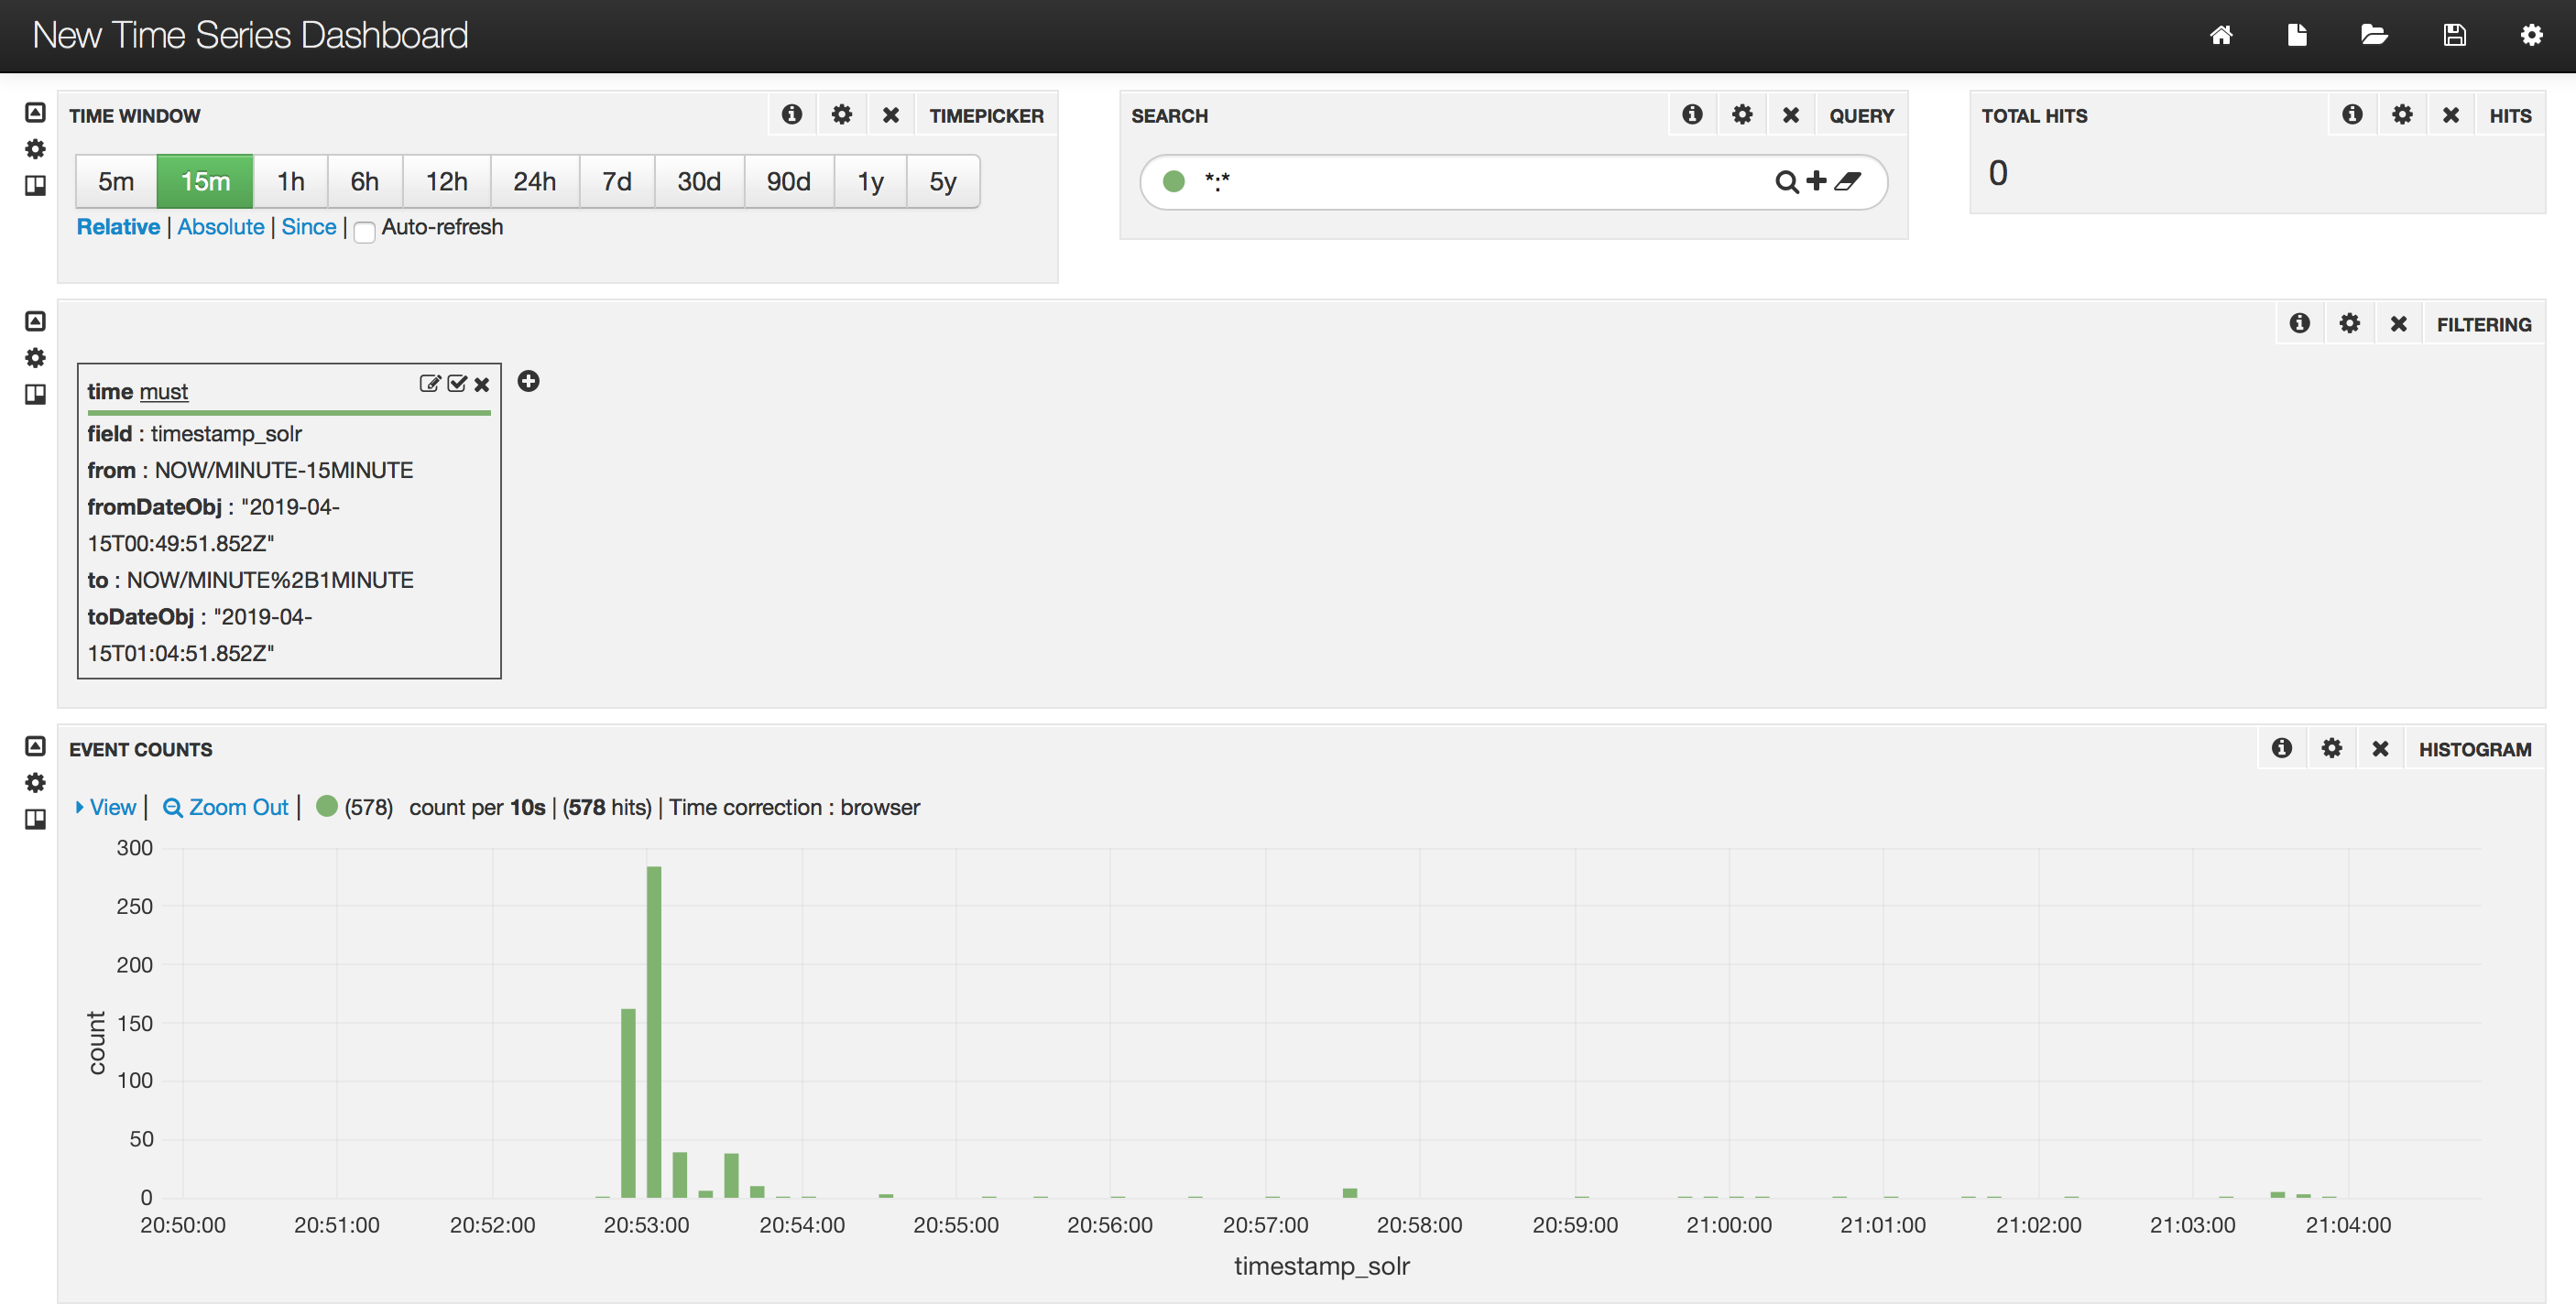 New Time Series Dashboard
TIME WINDOW
TIMEPICKER
5m 15m 1h 6h 12h 24h 7d 30d 90d 1y 5y
Relative | Absolute | Since | Auto-refresh
SEARCH
QUERY
*:*
TOTAL HITS
HITS
0
FILTERING
time must
field : timestamp_solr
from : NOW/MINUTE-15MINUTE
fromDateObj : "2019-04-
15T00:49:51.852Z"
to : NOW/MINUTE%2B1MINUTE
toDateObj : "2019-04-
15T01:04:51.852Z"
EVENT COUNTS
HISTOGRAM
View | Zoom Out | (578) count per 10s | (578 hits) | Time correction : browser
300
250
200
150
100
50
0
count
20:50:00 20:51:00 20:52:00 20:53:00 20:54:00 20:55:00 20:56:00 20:57:00 20:58:00 20:59:00 21:00:00 21:01:00 21:02:00 21:03:00 21:04:00
timestamp_solr